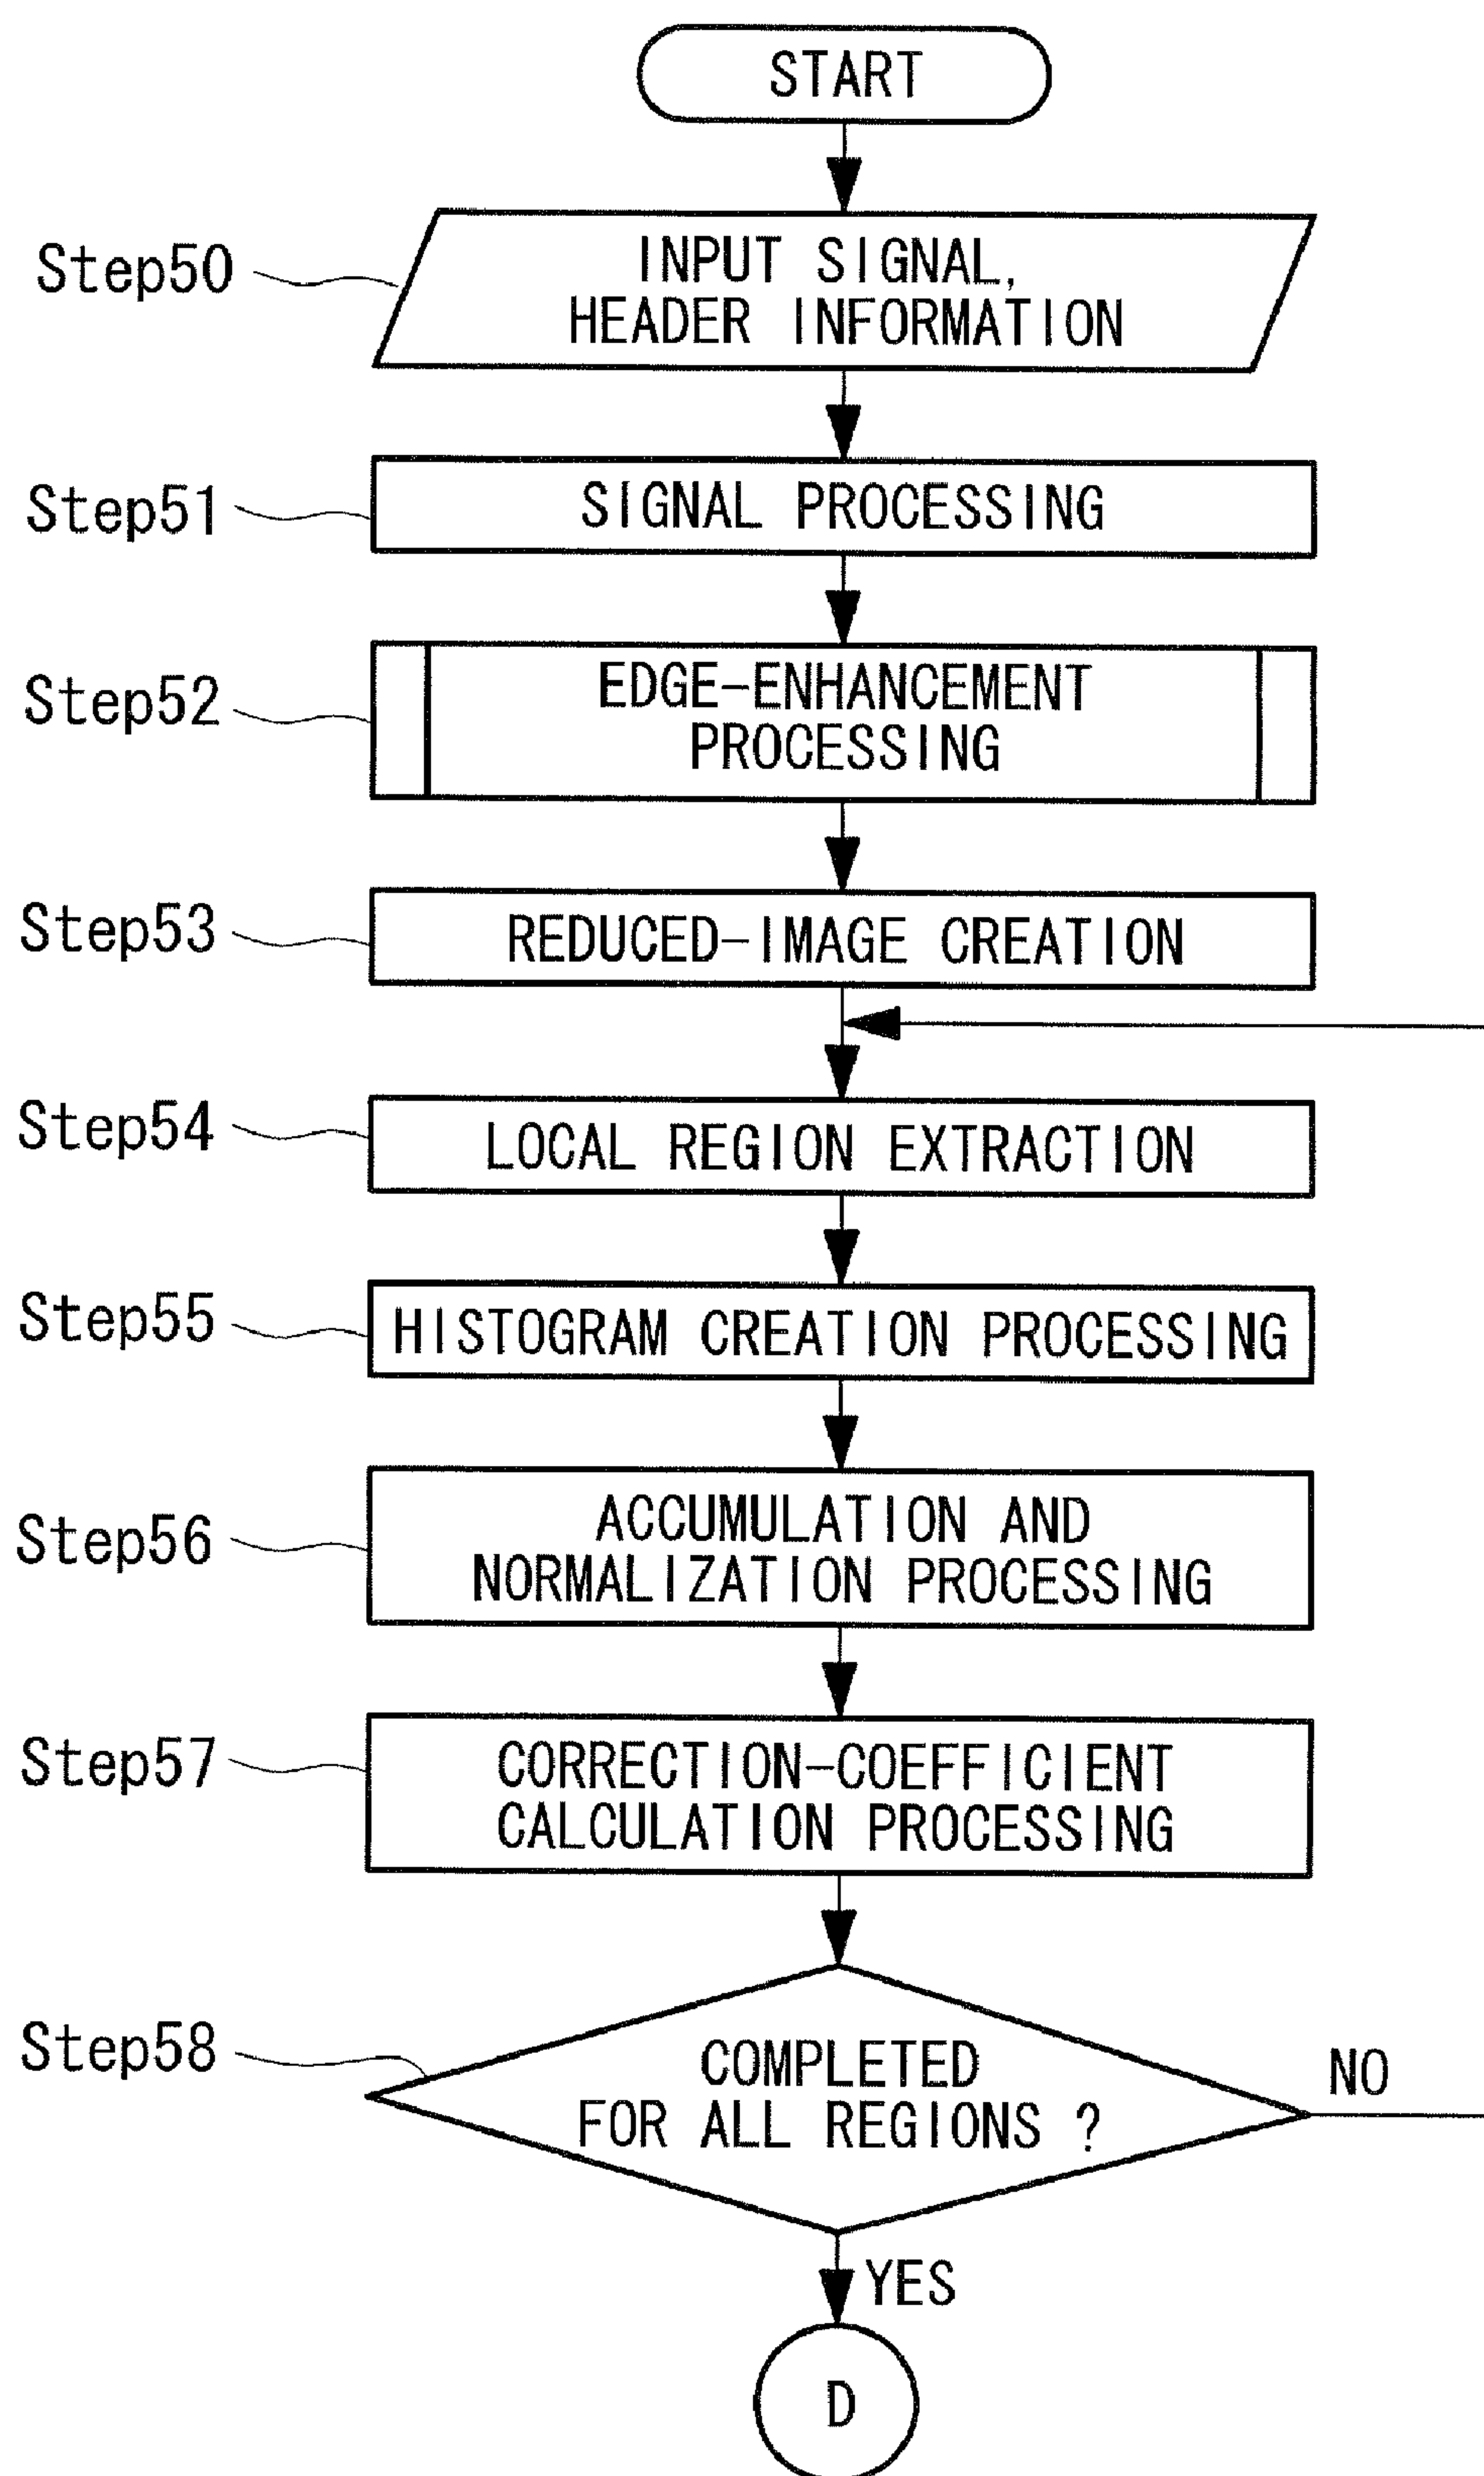 START
Step50
INPUT SIGNAL,
HEADER INFORMATION
Step51
SIGNAL PROCESSING
Step52
EDGE-ENHANCEMENT
PROCESSING
Step53
REDUCED-IMAGE CREATION
Step54
LOCAL REGION EXTRACTION
Step55
HISTOGRAM CREATION PROCESSING
Step56
ACCUMULATION AND
NORMALIZATION PROCESSING
Step57
CORRECTION-COEFFICIENT
CALCULATION PROCESSING
Step58
COMPLETED
FOR ALL REGIONS ?
NO
YES
D